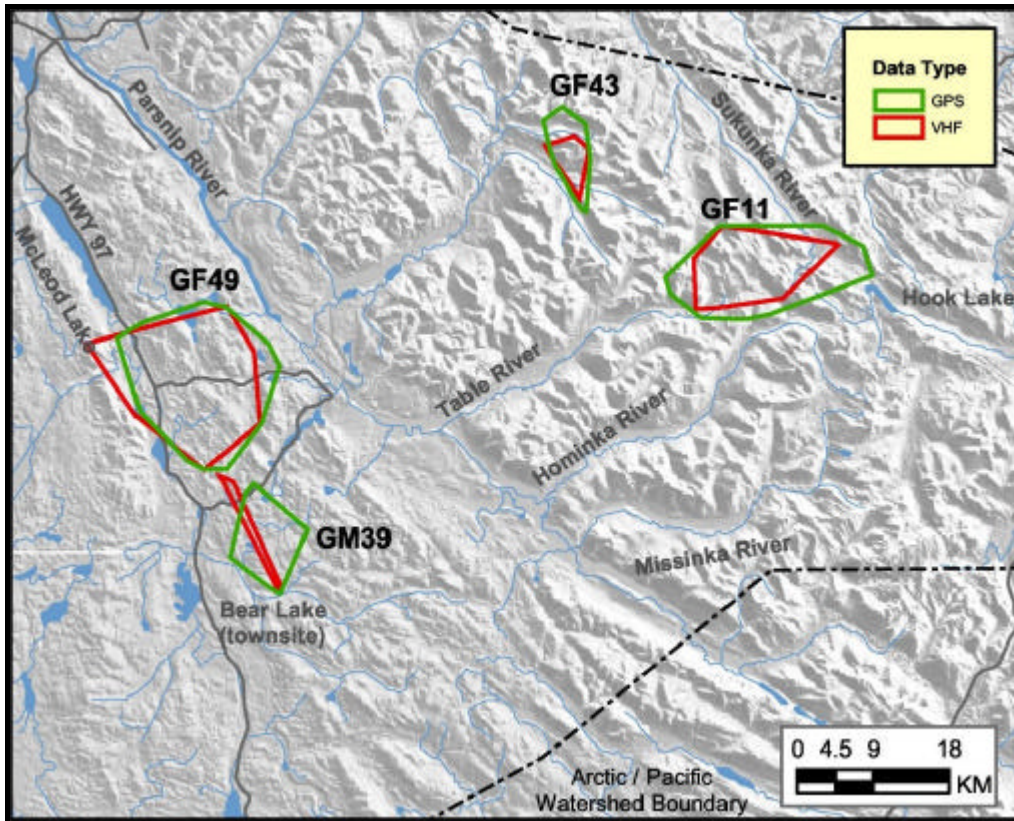 GF43
Data Type
GPS
VHF
Parsnip River
Sukunka River
HWY 97
McLeod Lake
GF11
GF49
Hook Lake
Table River
Hominka River
GM39
Missinka River
Bear Lake
(townsite)
0 4.5 9 18
KM
Arctic / Pacific
Watershed Boundary